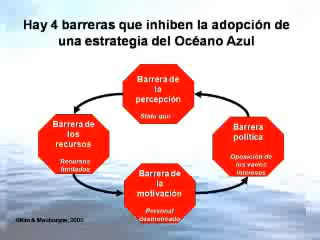 Hay 4 barreras que inhiben la adopción de
una estrategia del Océano Azul
Barrera de
la
percepción
Statu quo
Barrera de
los
recursos
Recursos
limitados
Barrera
política
Oposición de
los varios
intereses
Barrera de
la
motivación
Personal
desmotivado
©Kim & Mauborgne, 2005